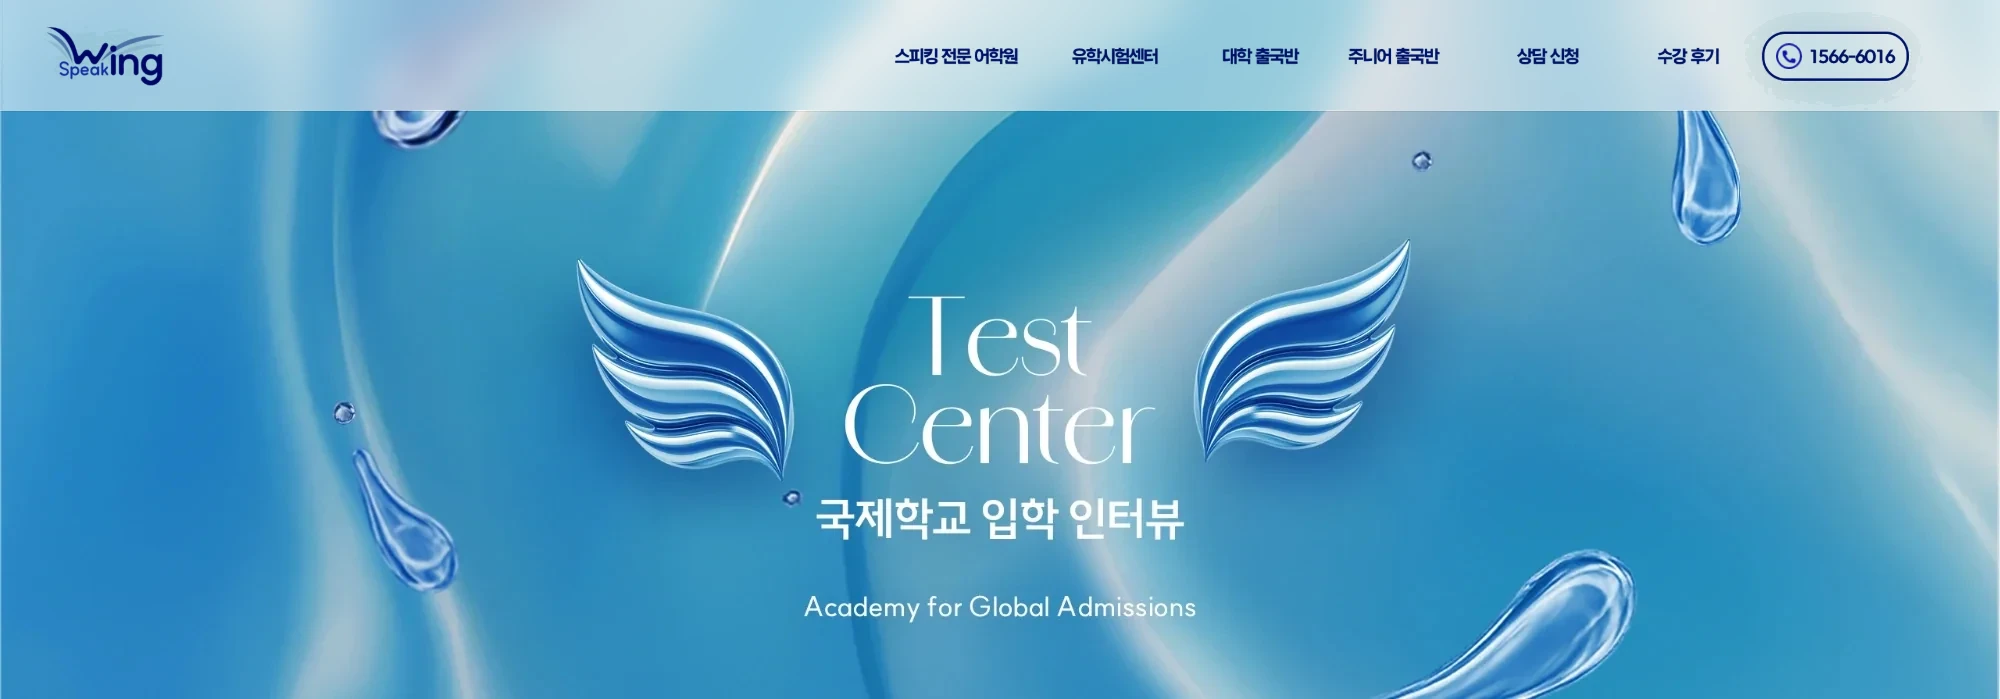 Wing
Speak
스피킹 전문 어학원
유학시험센터
대학 출국반
주니어 출국반
상담 신청
수강 후기
1566-6016
Test
Center
국제학교 입학 인터뷰
Academy for Global Admissions